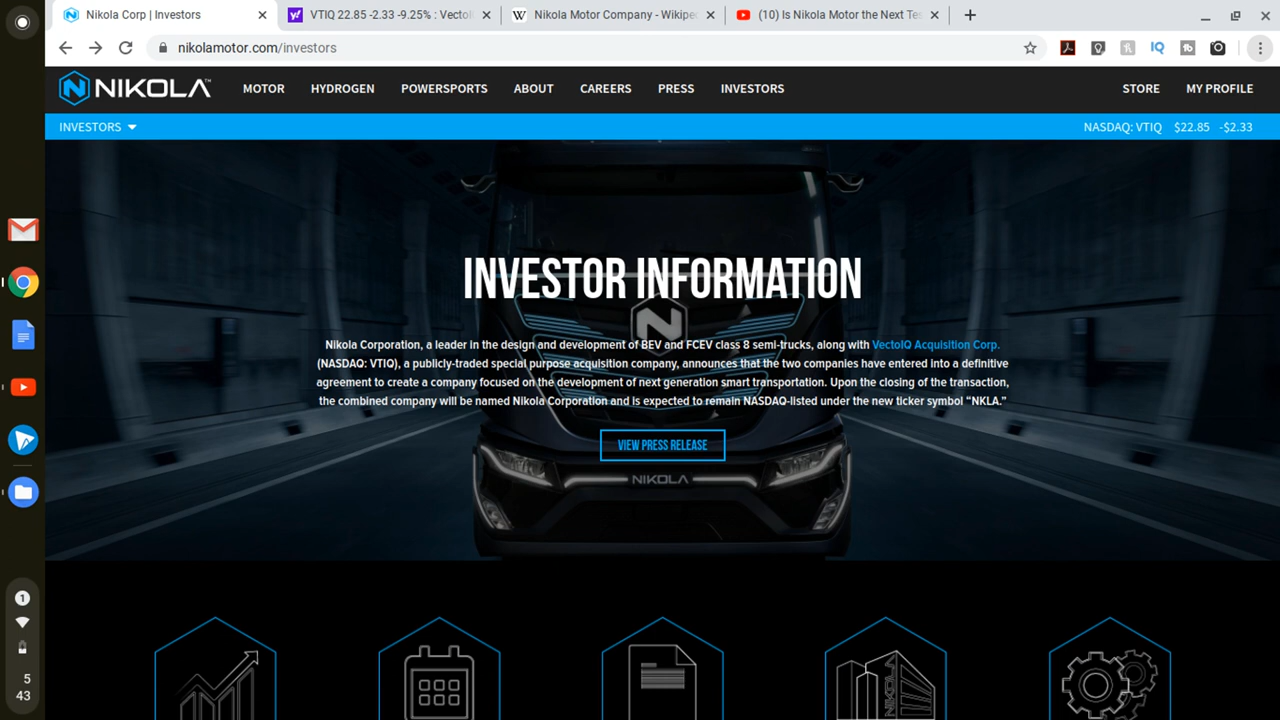 Nikola Corp | Investors
VTIQ 22.85 -2.33 -9.25% : Vectol
Nikola Motor Company - Wikipe
(10) Is Nikola Motor the Next Te
nikolamotor.com/investors
NIKOLA™
MOTOR
HYDROGEN
POWERSPORTS
ABOUT
CAREERS
PRESS
INVESTORS
STORE
MY PROFILE
INVESTORS
NASDAQ: VTIQ $22.85 -$2.33
INVESTOR INFORMATION
Nikola Corporation, a leader in the design and development of BEV and FCEV class 8 semi-trucks, along with VectoIQ Acquisition Corp.
(NASDAQ: VTIQ), a publicly-traded special purpose acquisition company, announces that the two companies have entered into a definitive
agreement to create a company focused on the development of next generation smart transportation. Upon the closing of the transaction,
the combined company will be named Nikola Corporation and is expected to remain NASDAQ-listed under the new ticker symbol “NKLA.”
VIEW PRESS RELEASE
NIKOLA
NIKOLA
IQ
1
5
43